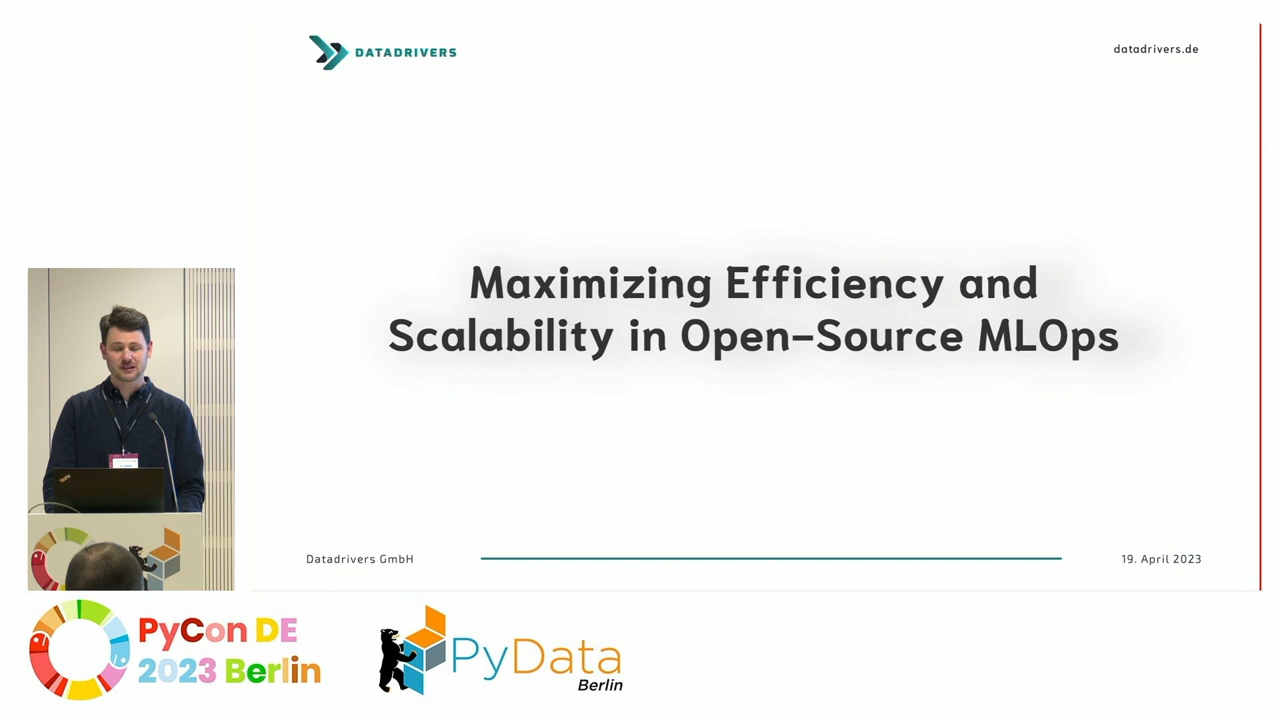 DATADRIVERS
datadrivers.de
Maximizing Efficiency and
Scalability in Open-Source MLOps
Datadrivers GmbH
19. April 2023
PyCon DE
2023 Berlin
PyData
Berlin